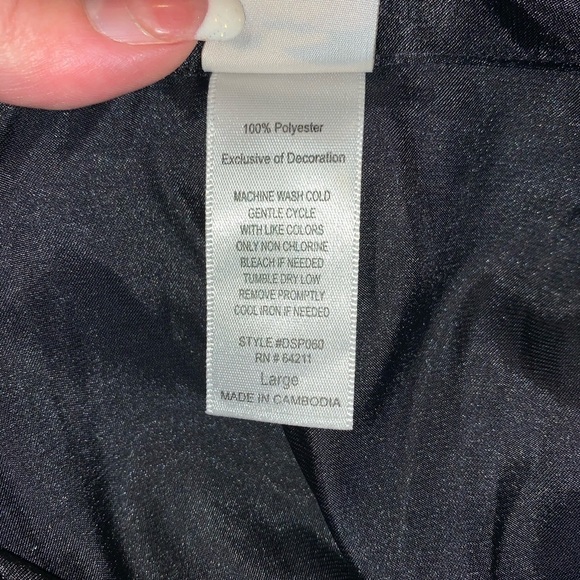 100% Polyester
Exclusive of Decoration
MACHINE WASH COLD
GENTLE CYCLE
WITH LIKE COLORS
ONLY NON CHLORINE
BLEACH IF NEEDED
TUMBLE DRY LOW
REMOVE PROMPTLY
COOL IRON IF NEEDED
STYLE #DSP060
RN # 64211
Large
MADE IN CAMBODIA